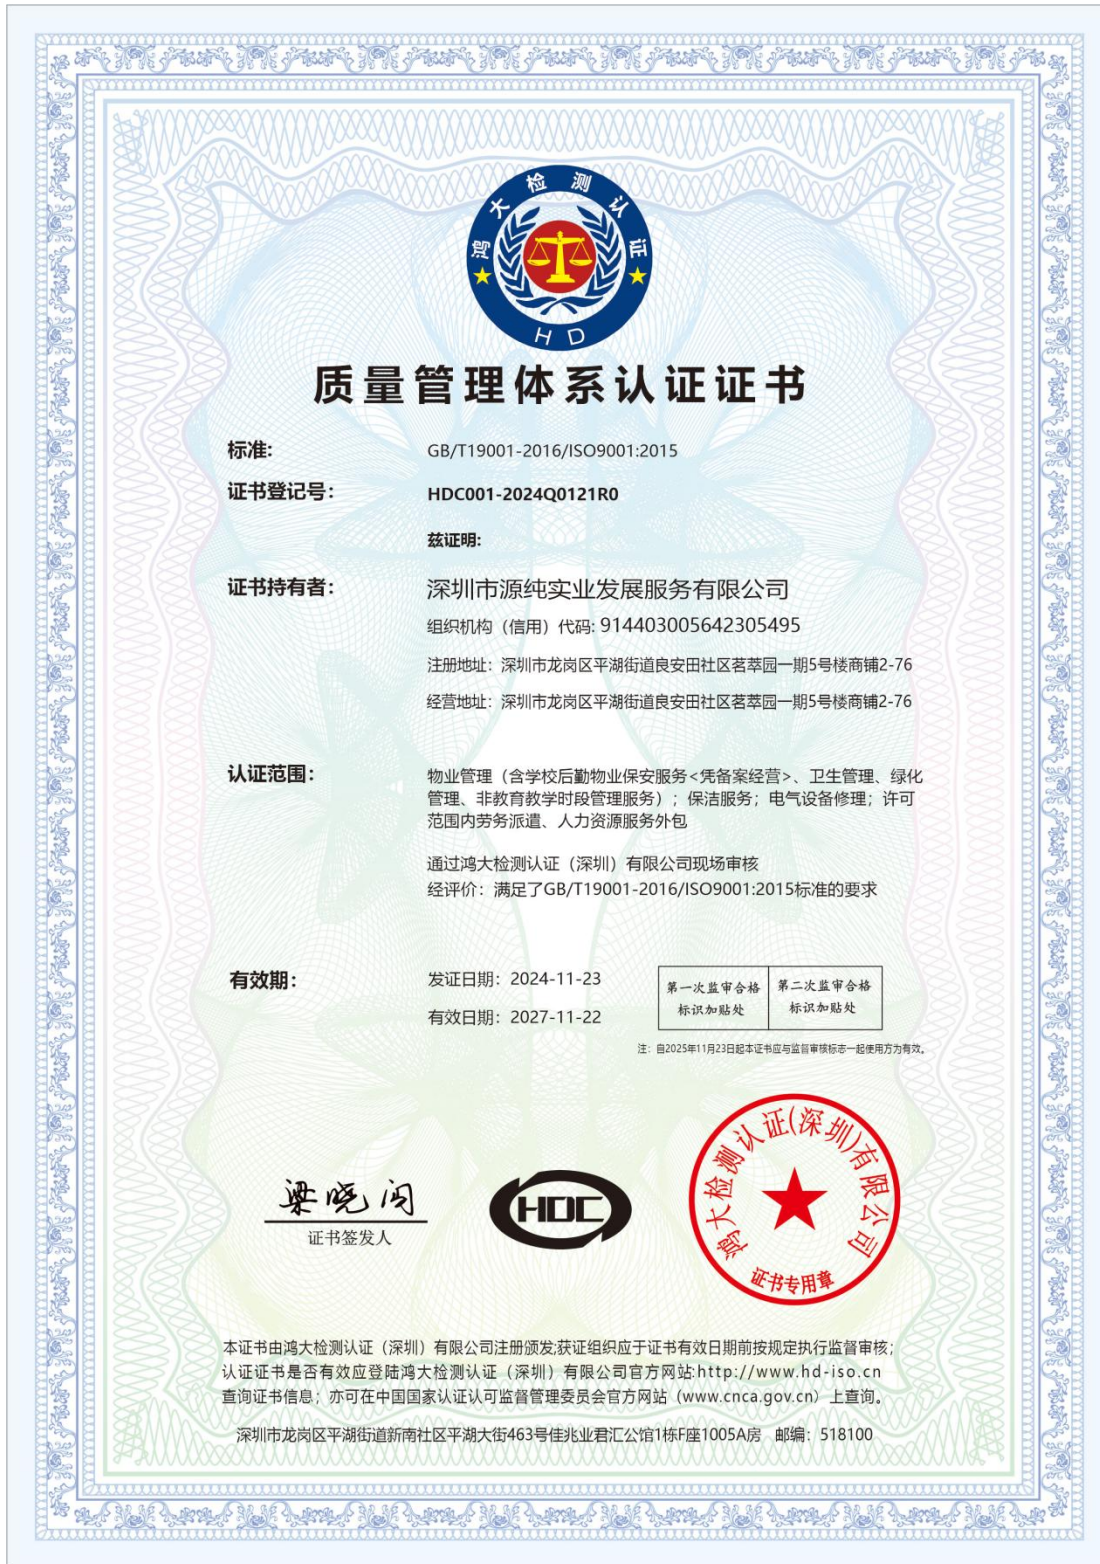 鸿大检测认证
HD
质量管理体系认证证书
标准: GB/T19001-2016/ISO9001:2015
证书登记号: HDC001-2024Q0121R0
兹证明:
证书持有者: 深圳市源纯实业发展服务有限公司
组织机构（信用）代码: 914403005642305495
注册地址: 深圳市龙岗区平湖街道良安田社区茗萃园一期5号楼商铺2-76
经营地址: 深圳市龙岗区平湖街道良安田社区茗萃园一期5号楼商铺2-76
认证范围: 物业管理（含学校后勤物业保安服务<凭备案经营>、卫生管理、绿化
管理、非教育教学时段管理服务）; 保洁服务; 电气设备修理; 许可
范围内劳务派遣、人力资源服务外包
通过鸿大检测认证（深圳）有限公司现场审核
经评价: 满足了GB/T19001-2016/ISO9001:2015标准的要求
有效期: 发证日期: 2024-11-23
有效日期: 2027-11-22
第一次监审合格
标识加贴处
第二次监审合格
标识加贴处
注: 自2025年11月23日起本证书应与监督审核标志一起使用方为有效。
梁晓闯
证书签发人
HDC
鸿大检测认证(深圳)有限公司
证书专用章
本证书由鸿大检测认证（深圳）有限公司注册颁发;获证组织应于证书有效日期前按规定执行监督审核;
认证证书是否有效应登陆鸿大检测认证（深圳）有限公司官方网站:http://www.hd-iso.cn
查询证书信息; 亦可在中国国家认证认可监督管理委员会官方网站（www.cnca.gov.cn）上查询。
深圳市龙岗区平湖街道新南社区平湖大街463号佳兆业君汇公馆1栋F座1005A房 邮编: 518100